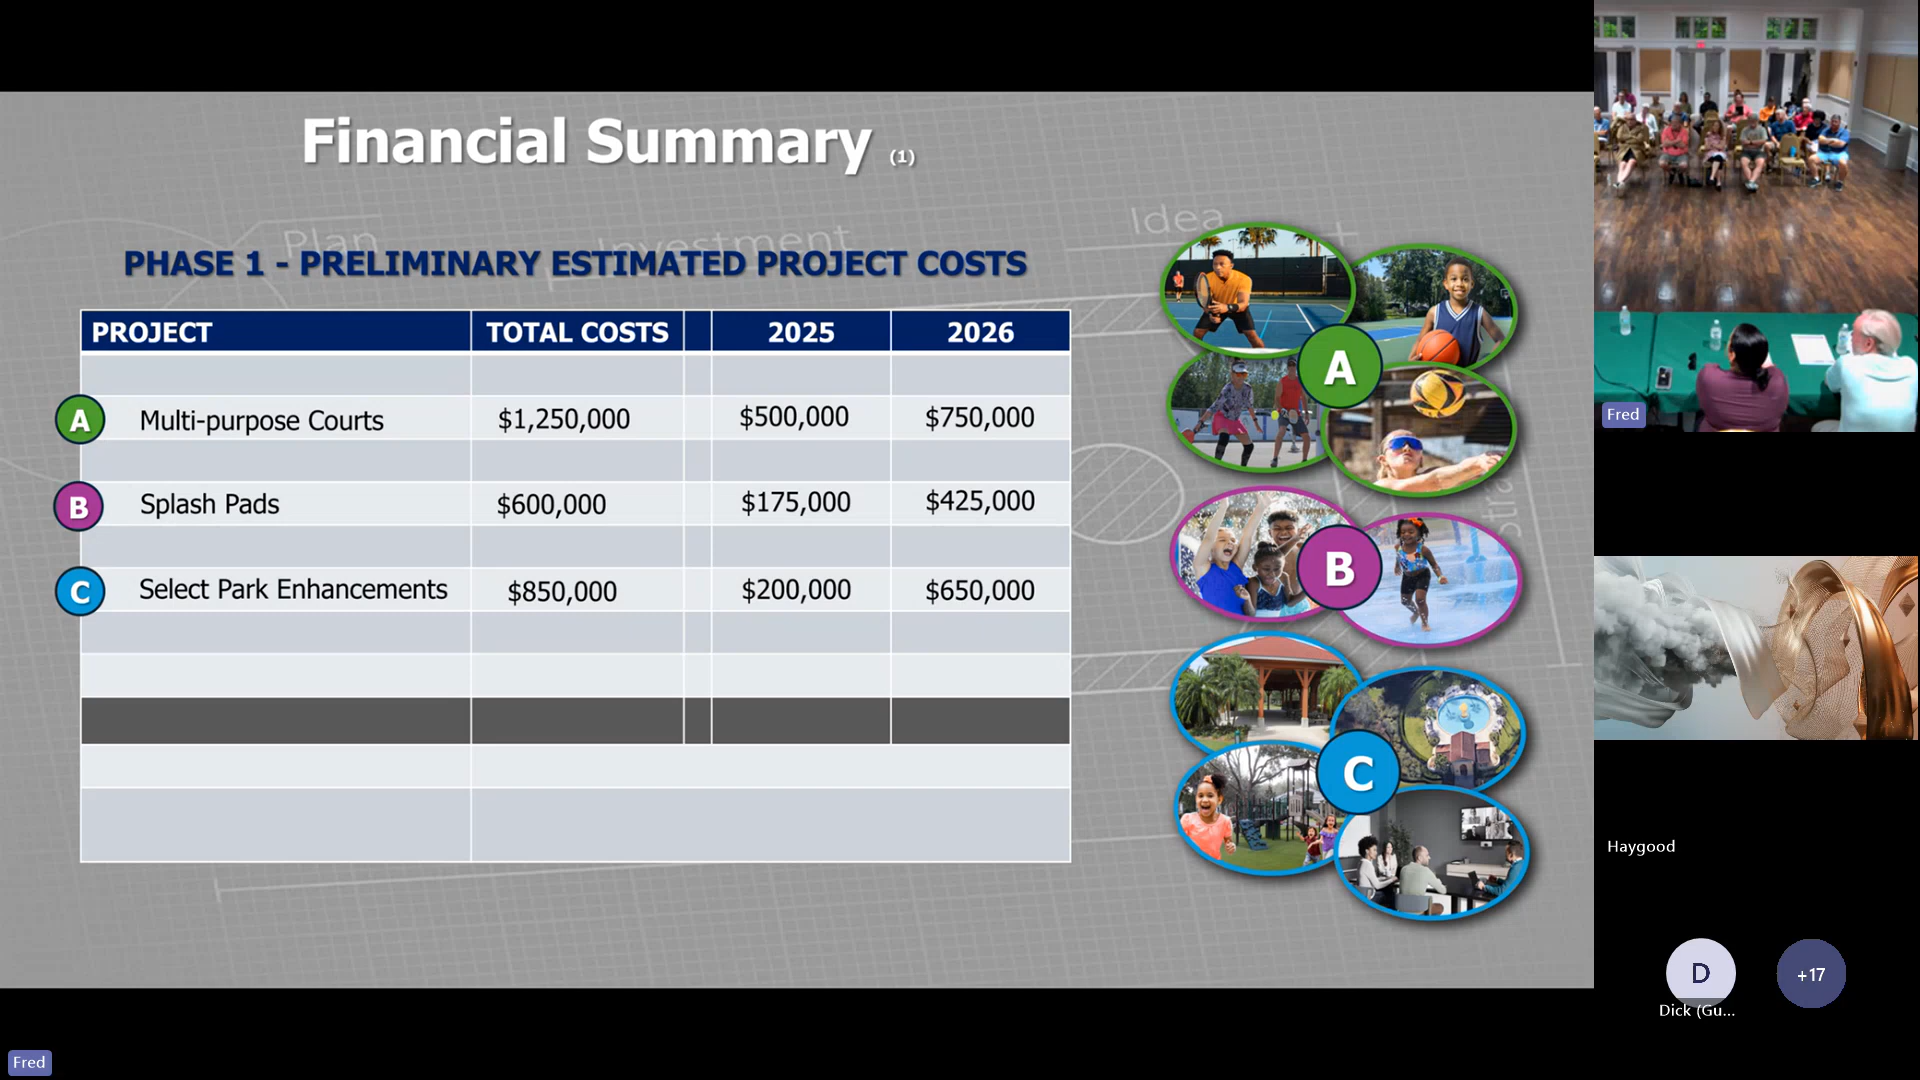 Financial Summary (1)
Plan
Investment
Idea
PHASE 1 - PRELIMINARY ESTIMATED PROJECT COSTS
PROJECT TOTAL COSTS 2025 2026
A Multi-purpose Courts $1,250,000 $500,000 $750,000
B Splash Pads $600,000 $175,000 $425,000
C Select Park Enhancements $850,000 $200,000 $650,000
A
B
C
Fred
Haygood
D
+17
Dick (Gu...
Fred